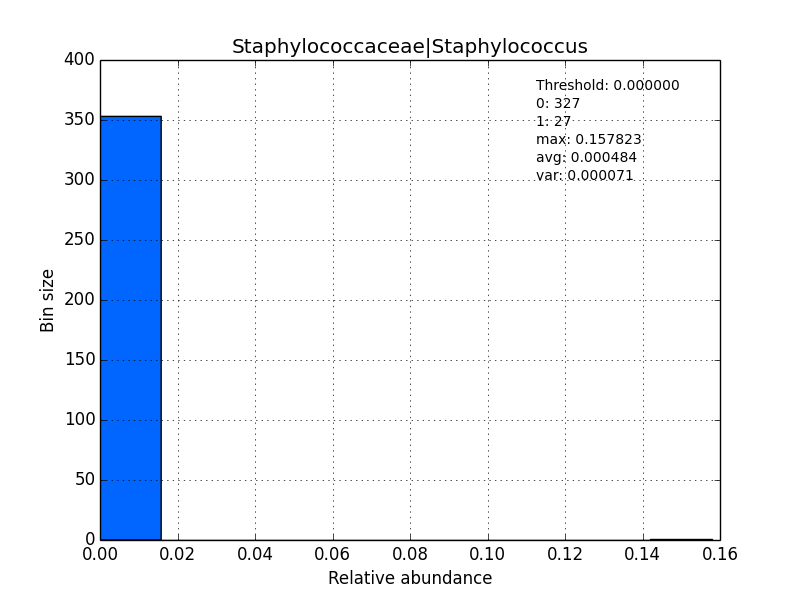 Staphylococcaceae|Staphylococcus
400
350
300
250
200
150
100
50
0
Bin size
Threshold: 0.000000
0: 327
1: 27
max: 0.157823
avg: 0.000484
var: 0.000071
0.00 0.02 0.04 0.06 0.08 0.10 0.12 0.14 0.16
Relative abundance